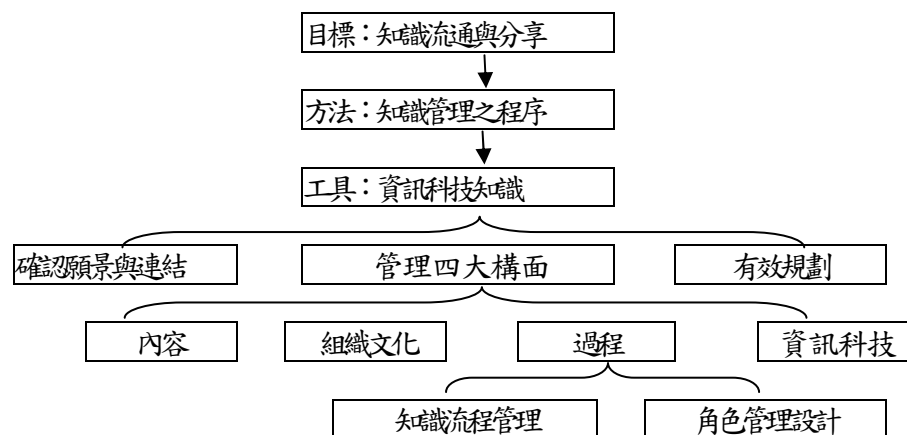 目標：知識流通與分享
方法：知識管理之程序
工具：資訊科技知識
確認願景與連結
管理四大構面
有效規劃
內容
組織文化
過程
資訊科技
知識流程管理
角色管理設計